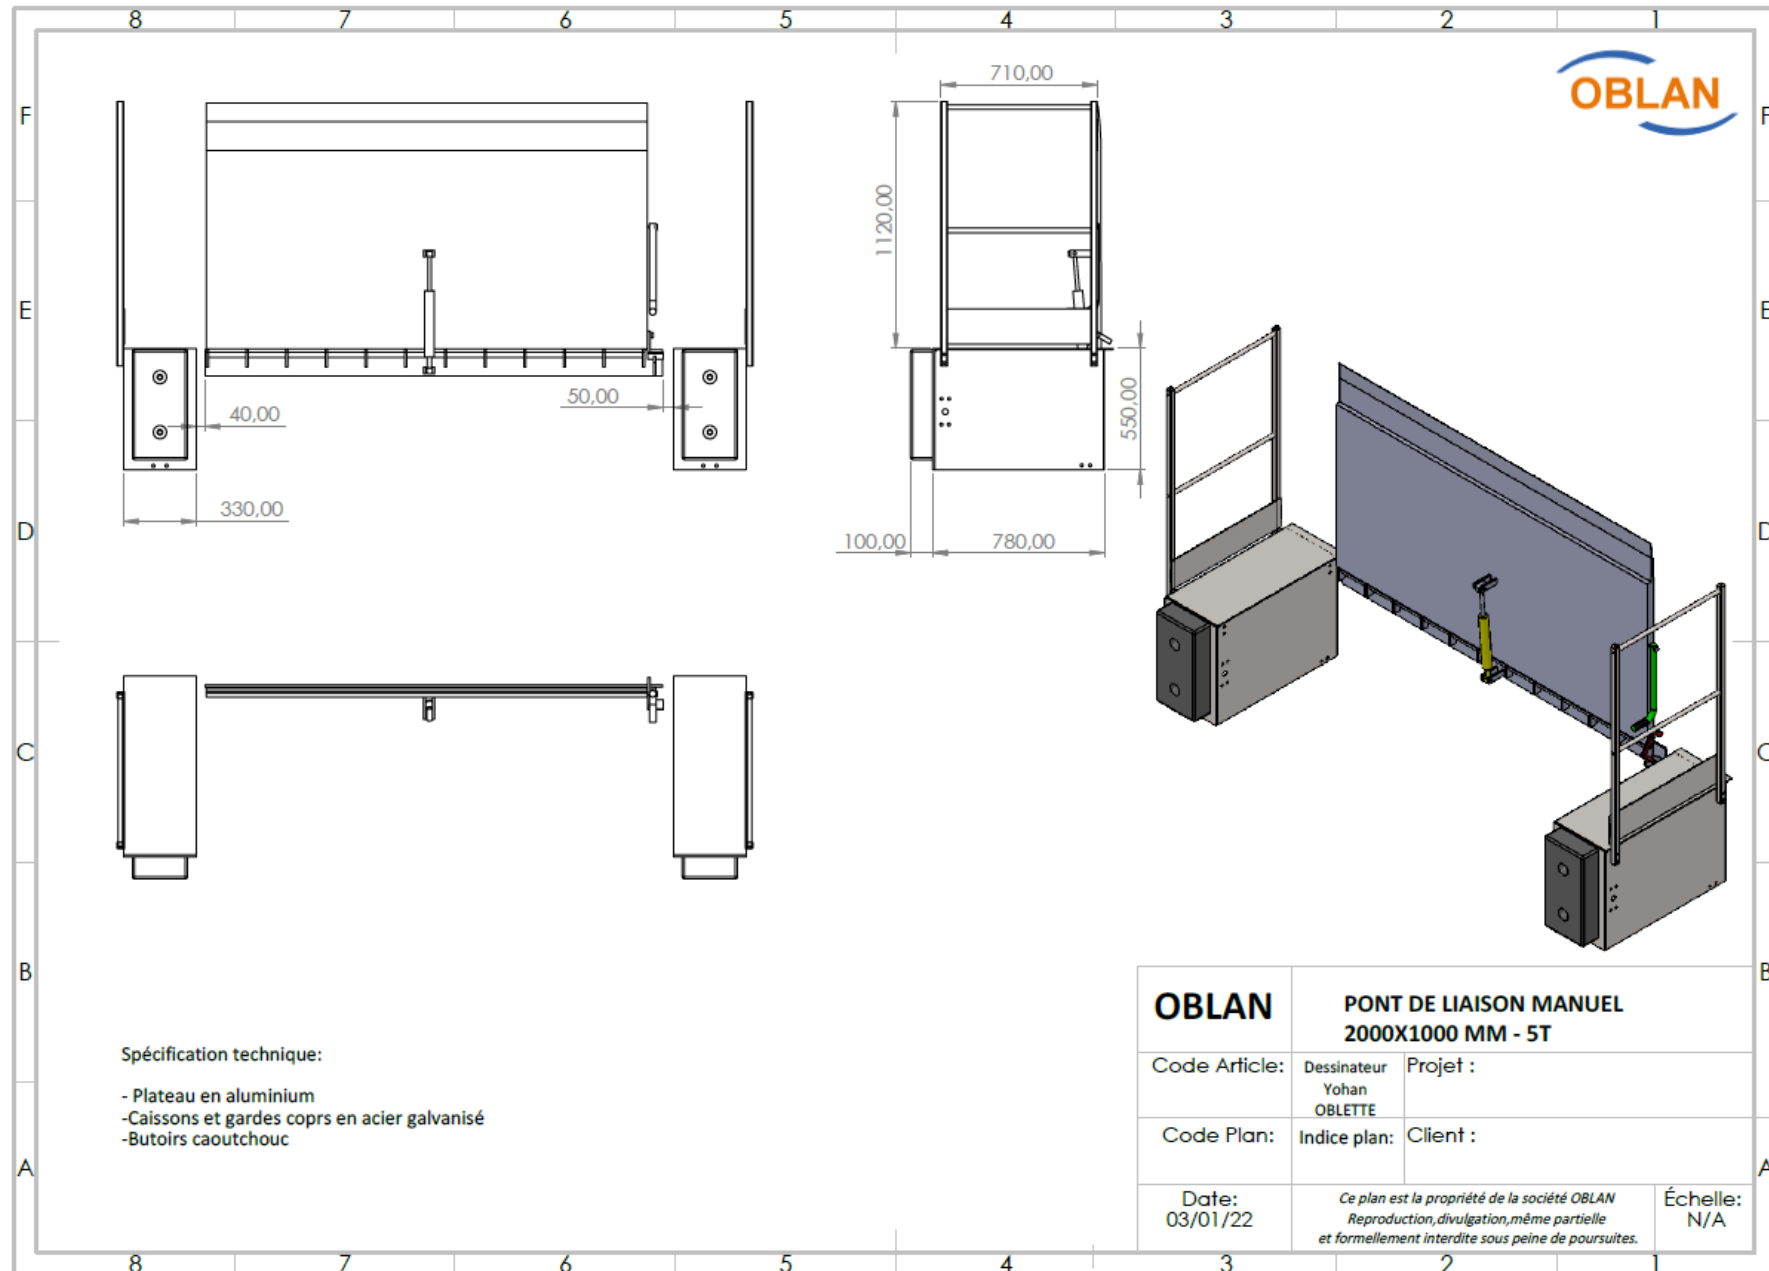 8 7 6 5 4 3 2 1
F F
E E
D D
C C
B B
A A
OBLAN
710,00
1120,00
550,00
40,00
50,00
330,00
100,00
780,00
Spécification technique:
- Plateau en aluminium
-Caissons et gardes coprs en acier galvanisé
-Butoirs caoutchouc
OBLAN
PONT DE LIAISON MANUEL
2000X1000 MM - 5T
Code Article:
Dessinateur
Yohan
OBLETTE
Projet :
Code Plan:
Indice plan:
Client :
Date:
03/01/22
Ce plan est la propriété de la société OBLAN
Reproduction,divulgation,même partielle
et formellement interdite sous peine de poursuites.
Échelle:
N/A
8 7 6 5 4 3 2 1